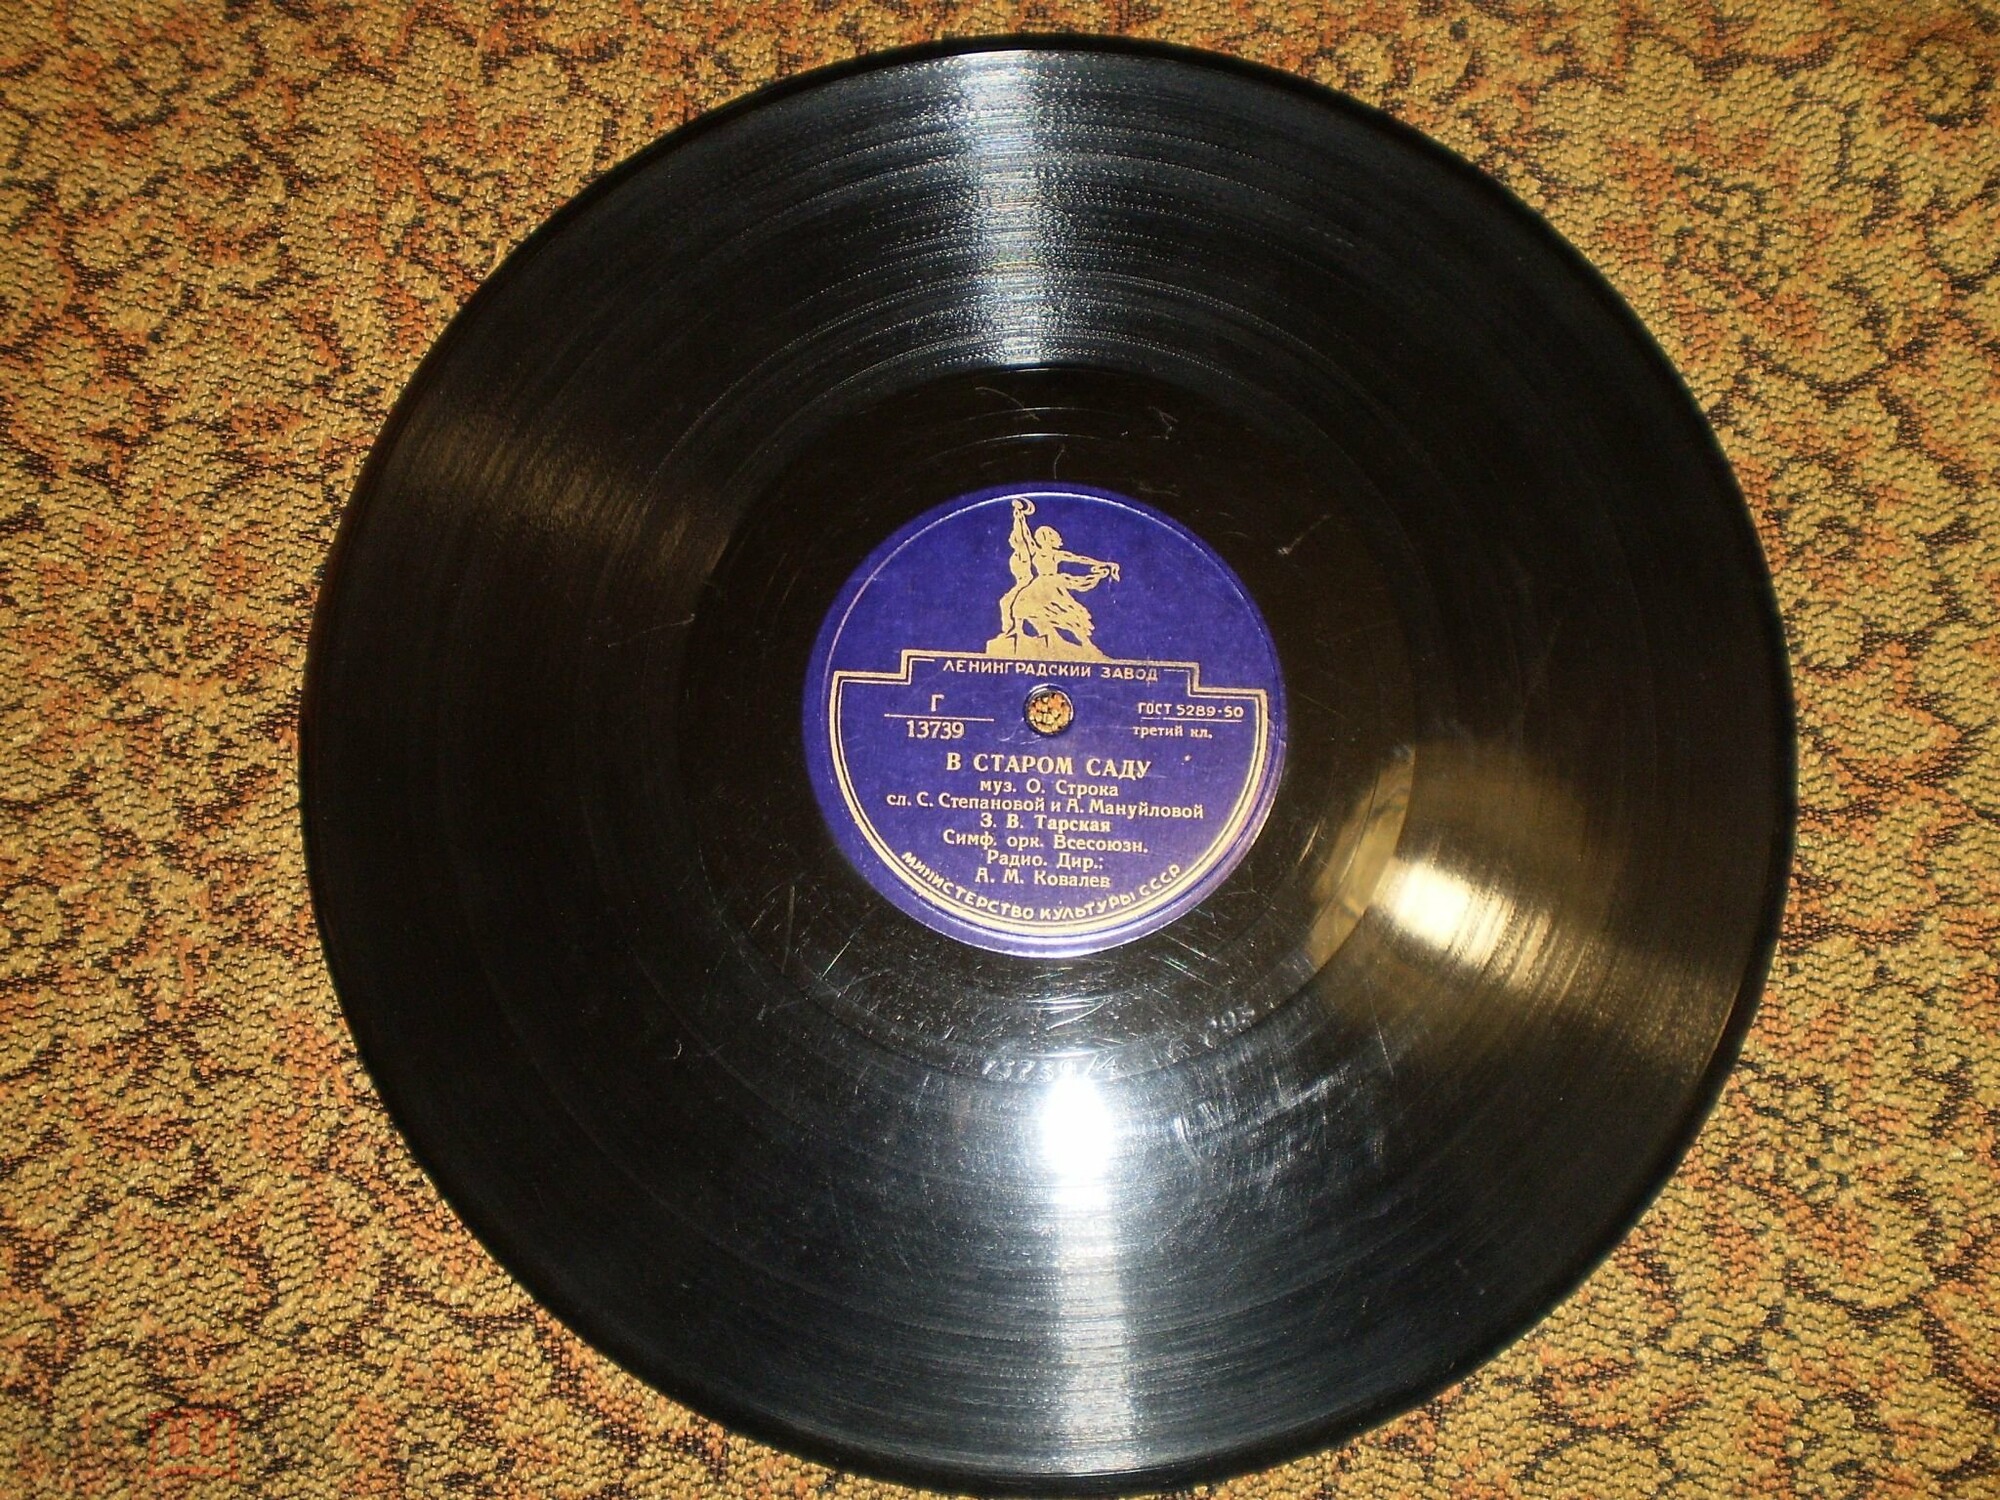 ЛЕНИНГРАДСКИЙ ЗАВОД
Г
13739
ГОСТ 5289-50
третий кл.
В СТАРОМ САДУ
муз. О. Строка
сл. С. Степановой и А. Мануйловой
З. В. Тарская
Симф. орк. Всесоюзн.
Радио. Дир.:
А. М. Ковалев
МИНИСТЕРСТВО КУЛЬТУРЫ СССР